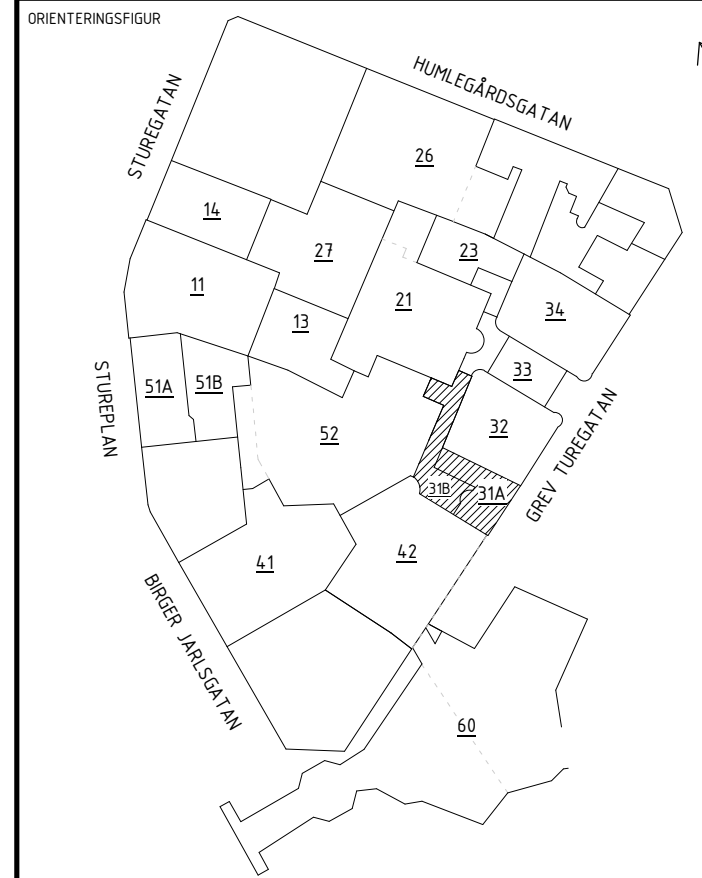 ORIENTERINGSFIGUR
HUMLEGÅRDSGATAN
STUREGATAN
26
14
27
23
11
21
13
34
33
51A
51B
STUREPLAN
52
32
GREV TUREGATAN
31B
31A
41
42
BIRGER JARLSGATAN
60